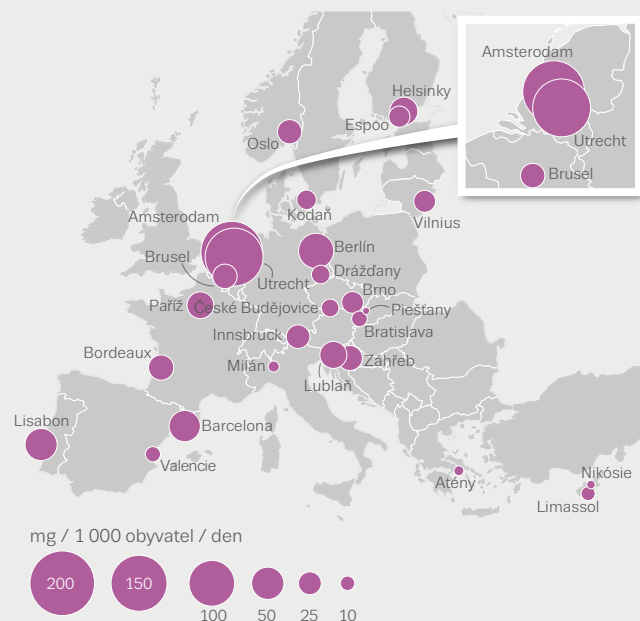 Amsterdam
Utrecht
Brusel
Helsinky
Espoo
Oslo
Kodaň
Vilnius
Amsterdam
Brusel
Utrecht
Berlín
Drážďany
Brno
Paříž
České Budějovice
Piešťany
Innsbruck
Bratislava
Bordeaux
Milán
Záhřeb
Lublaň
Lisabon
Barcelona
Valencie
Atény
Nikósie
Limassol
mg / 1 000 obyvatel / den
200
150
100
50
25
10